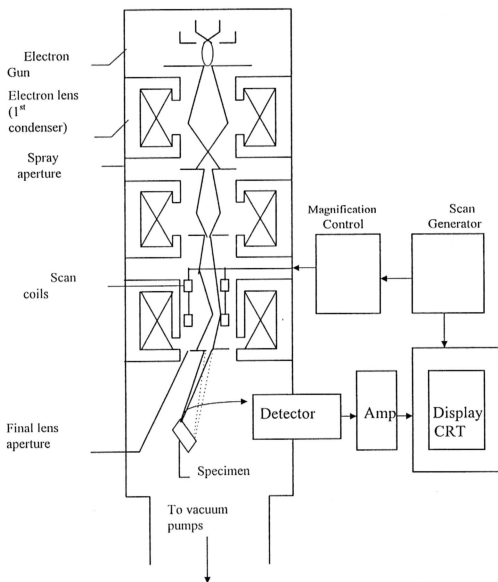 Electron
Gun
Electron lens
(1st
condenser)
Spray
aperture
Magnification
Control
Scan
Generator
Scan
coils
Detector
Amp
Display
CRT
Final lens
aperture
Specimen
To vacuum
pumps